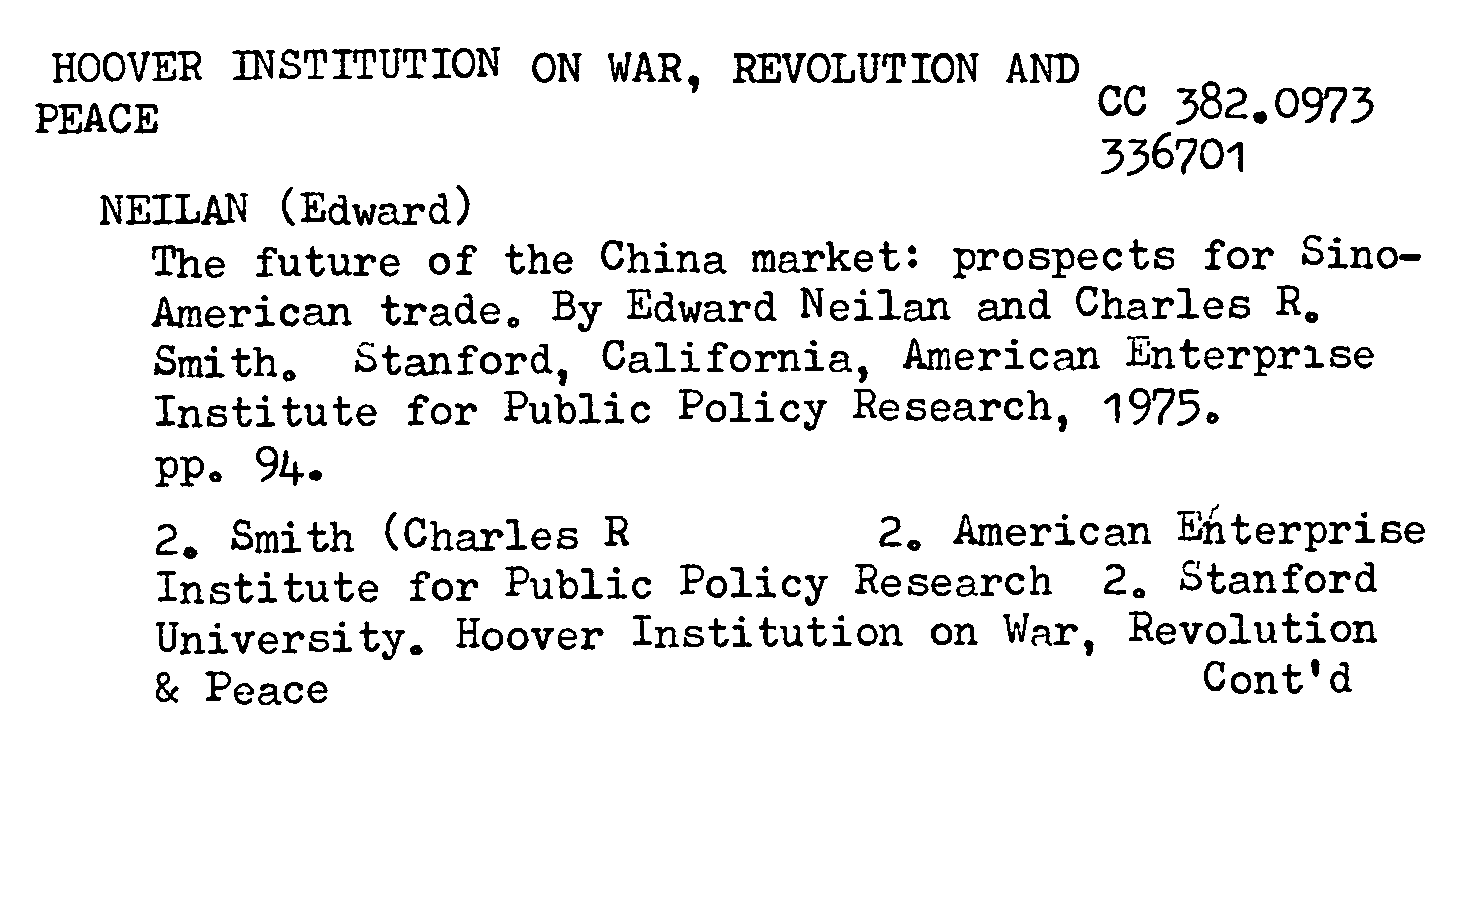 HOOVER INSTITUTION ON WAR, REVOLUTION AND
PEACE
CC 382.0973
336701
NEILAN (Edward)
The future of the China market: prospects for Sino-
American trade. By Edward Neilan and Charles R.
Smith. Stanford, California, American Enterprise
Institute for Public Policy Research, 1975.
pp. 94.
2. Smith (Charles R 2. American Enterprise
Institute for Public Policy Research 2. Stanford
University. Hoover Institution on War, Revolution
& Peace
Cont'd